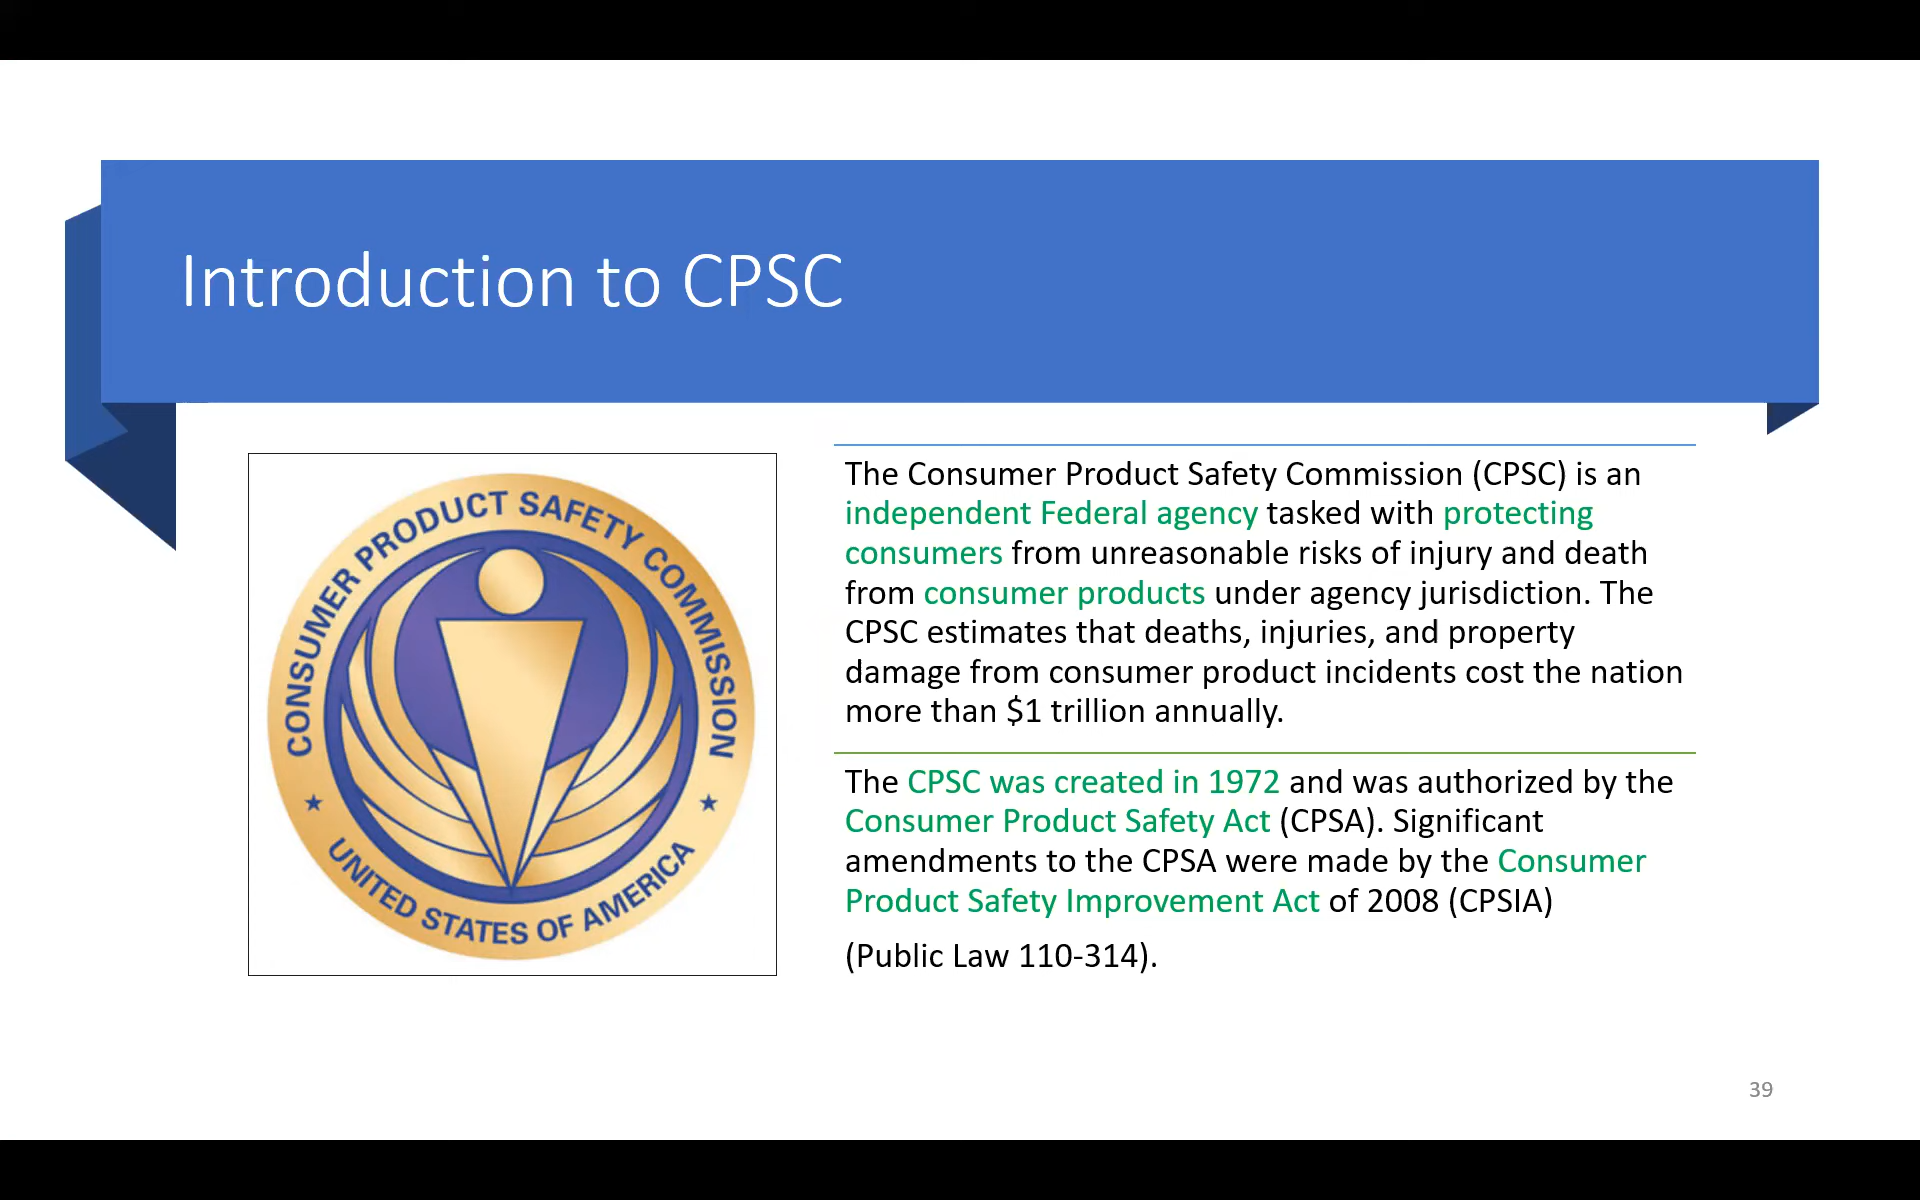 Introduction to CPSC
CONSUMER PRODUCT SAFETY COMMISSION
UNITED STATES OF AMERICA
The Consumer Product Safety Commission (CPSC) is an
independent Federal agency tasked with protecting
consumers from unreasonable risks of injury and death
from consumer products under agency jurisdiction. The
CPSC estimates that deaths, injuries, and property
damage from consumer product incidents cost the nation
more than $1 trillion annually.
The CPSC was created in 1972 and was authorized by the
Consumer Product Safety Act (CPSA). Significant
amendments to the CPSA were made by the Consumer
Product Safety Improvement Act of 2008 (CPSIA)
(Public Law 110-314).
39